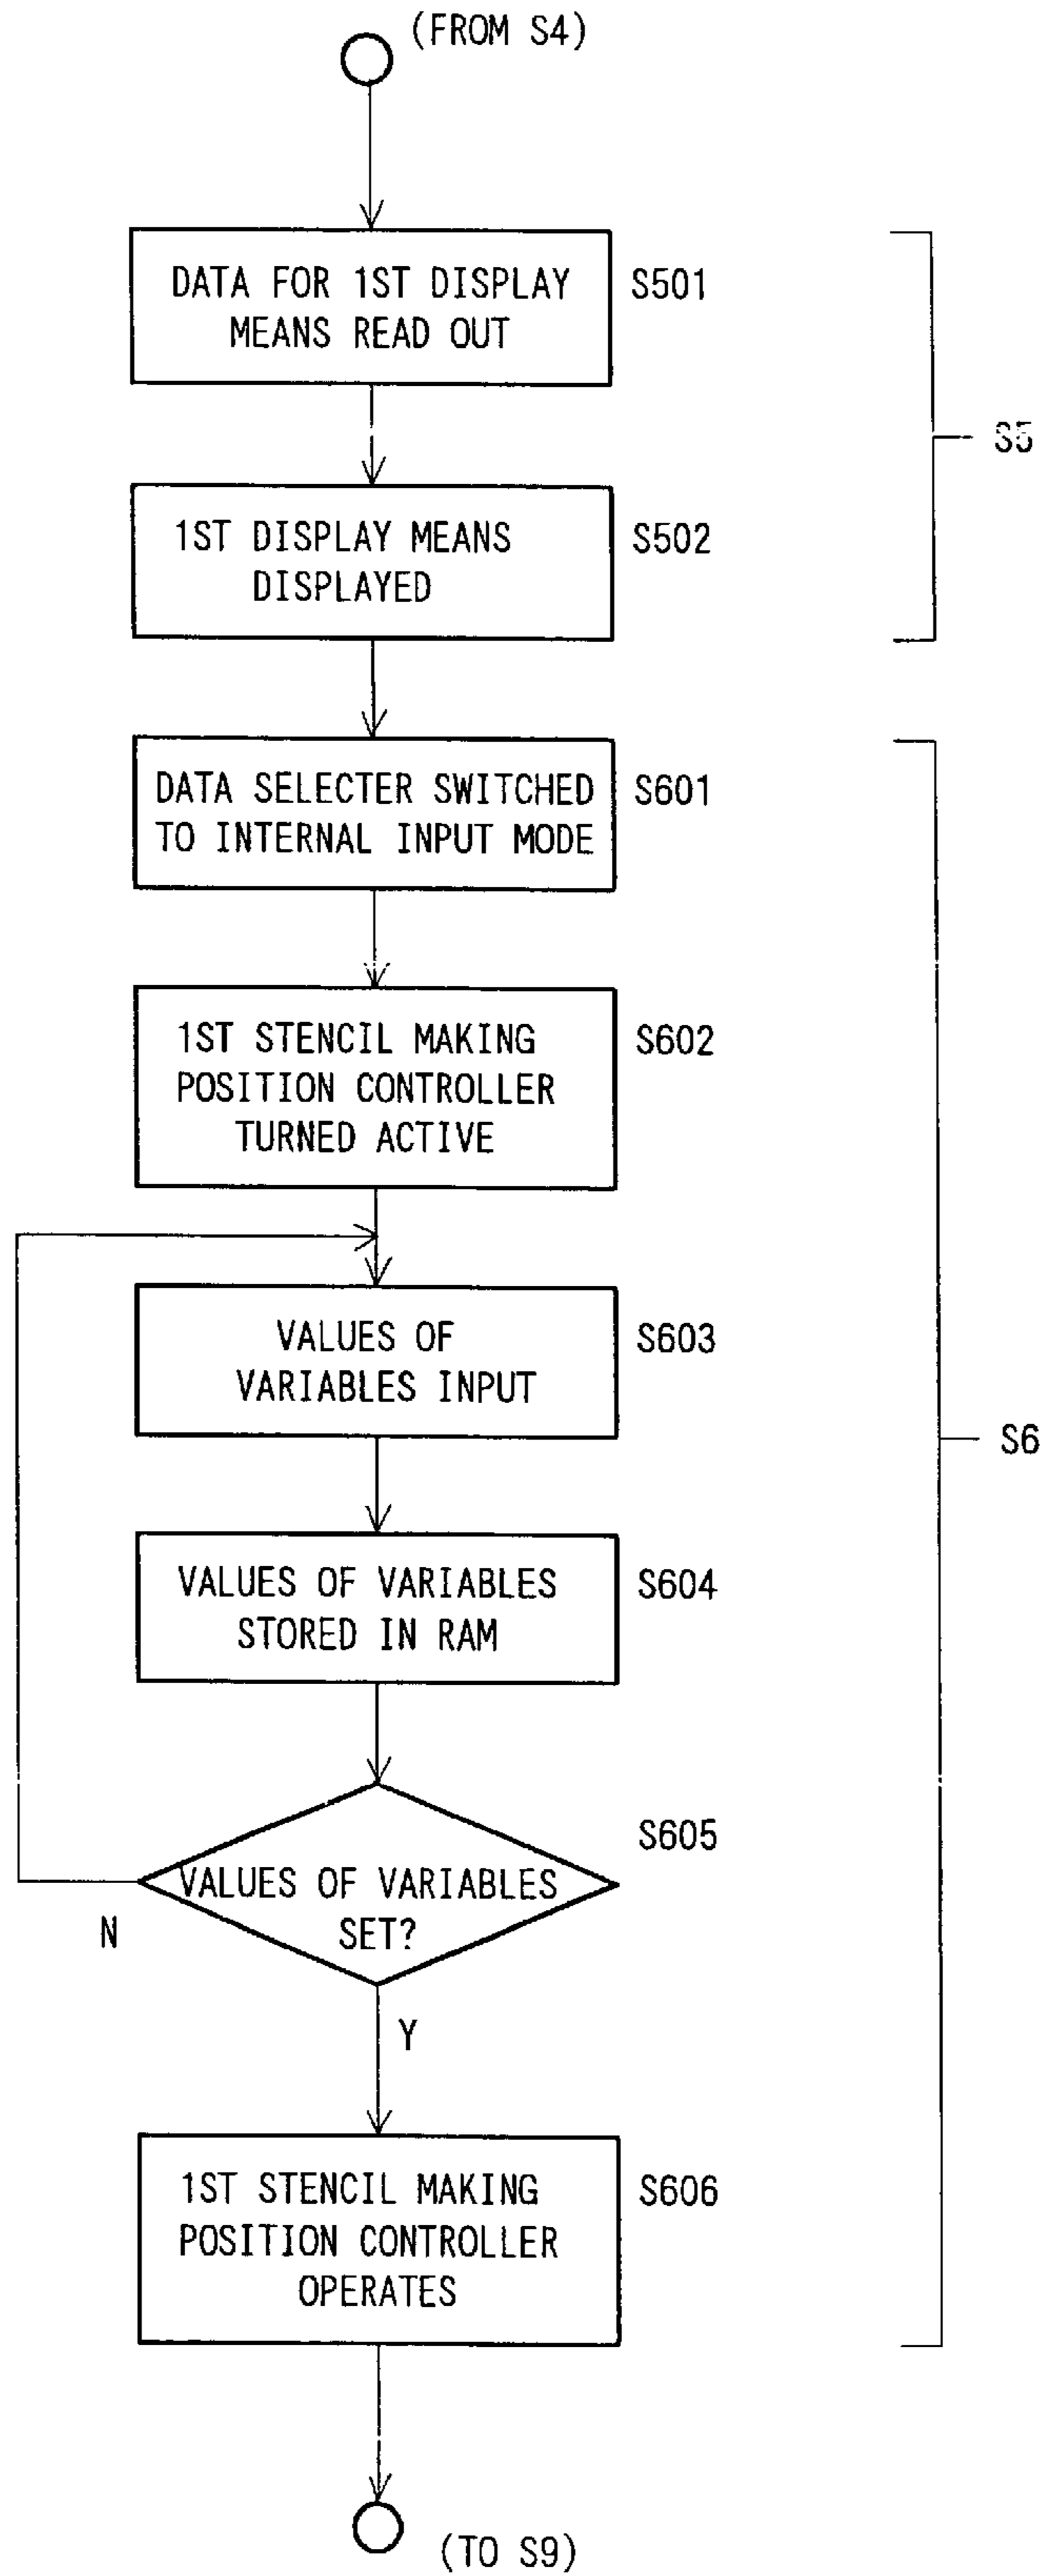 (FROM S4)
DATA FOR 1ST DISPLAY
MEANS READ OUT
S501
1ST DISPLAY MEANS
DISPLAYED
S502
S5
DATA SELECTER SWITCHED
TO INTERNAL INPUT MODE
S601
1ST STENCIL MAKING
POSITION CONTROLLER
TURNED ACTIVE
S602
VALUES OF
VARIABLES INPUT
S603
VALUES OF VARIABLES
STORED IN RAM
S604
VALUES OF VARIABLES
SET?
S605
N
Y
1ST STENCIL MAKING
POSITION CONTROLLER
OPERATES
S606
S6
(TO S9)